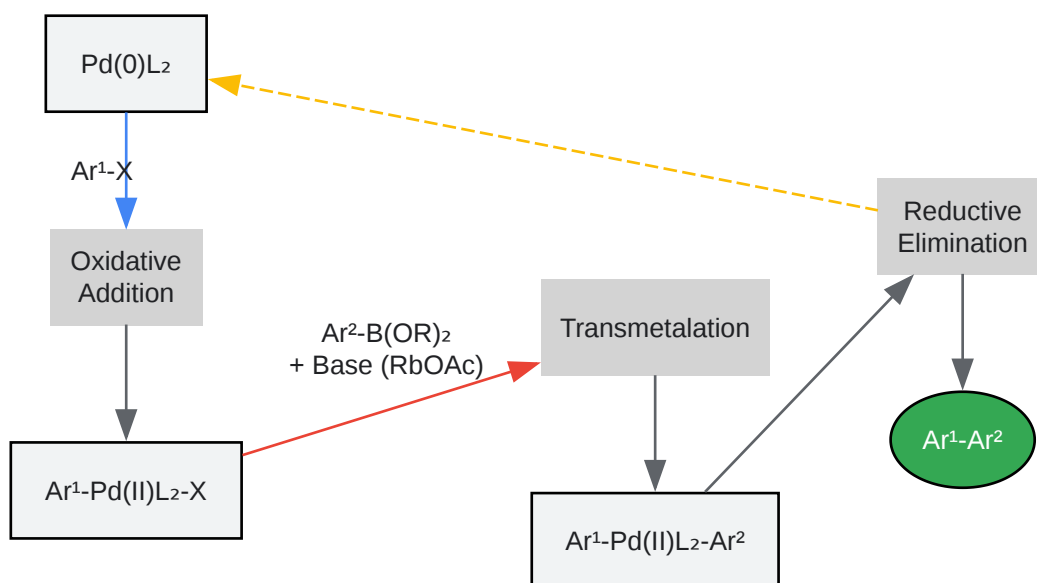 Pd(0)L₂
Ar¹-X
Oxidative
Addition
Ar¹-Pd(II)L₂-X
Ar²-B(OR)₂
+ Base (RbOAc)
Transmetalation
Ar¹-Pd(II)L₂-Ar²
Reductive
Elimination
Ar¹-Ar²